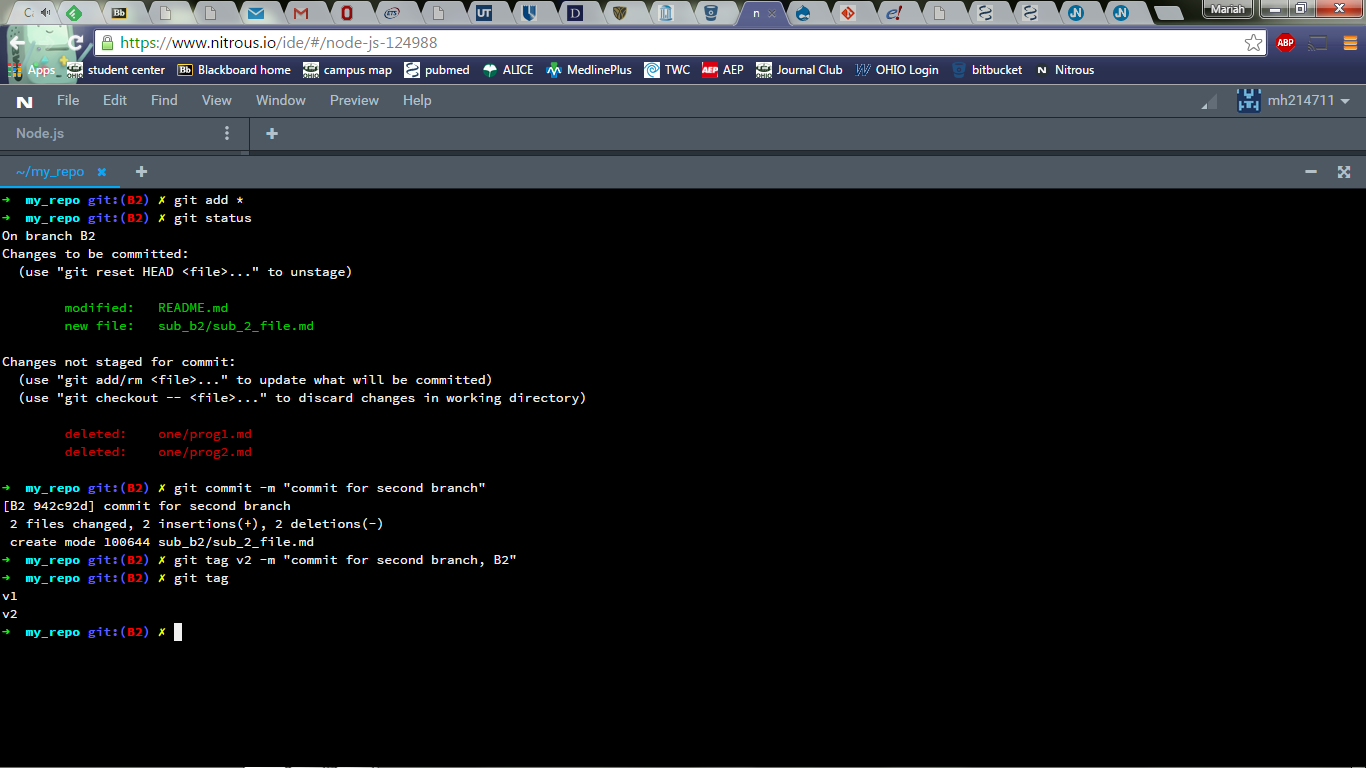 Mariah
https://www.nitrous.io/ide/#/node-js-124988
Apps student center Blackboard home campus map pubmed ALICE MedlinePlus TWC AEP Journal Club OHIO Login bitbucket Nitrous
File Edit Find View Window Preview Help mh214711
Node.js
~/my_repo
➜ my_repo git:(B2) ✗ git add *
➜ my_repo git:(B2) ✗ git status
On branch B2
Changes to be committed:
(use "git reset HEAD <file>..." to unstage)
modified: README.md
new file: sub_b2/sub_2_file.md
Changes not staged for commit:
(use "git add/rm <file>..." to update what will be committed)
(use "git checkout -- <file>..." to discard changes in working directory)
deleted: one/prog1.md
deleted: one/prog2.md
➜ my_repo git:(B2) ✗ git commit -m "commit for second branch"
[B2 942c92d] commit for second branch
2 files changed, 2 insertions(+), 2 deletions(-)
create mode 100644 sub_b2/sub_2_file.md
➜ my_repo git:(B2) ✗ git tag v2 -m "commit for second branch, B2"
➜ my_repo git:(B2) ✗ git tag
v1
v2
➜ my_repo git:(B2) ✗